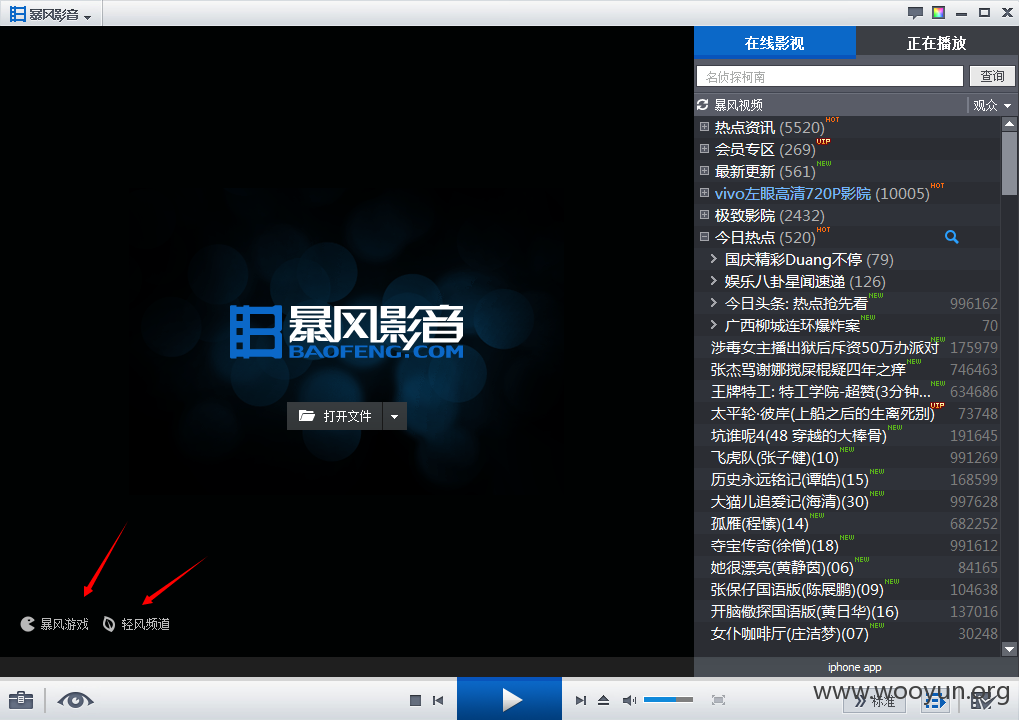 暴风影音
在线影视 正在播放
名侦探柯南 查询
暴风视频 观众
热点资讯 (5520) HOT
会员专区 (269) VIP
最新更新 (561) NEW
vivo左眼高清720P影院 (10005) HOT
极致影院 (2432)
今日热点 (520) HOT
国庆精彩Duang不停 (79)
娱乐八卦星闻速递 (126)
今日头条: 热点抢先看 NEW 996162
广西柳城连环爆炸案 NEW 70
涉毒女主播出狱后斥资50万办派对 NEW 175979
张杰骂谢娜搅屎棍疑四年之痒 NEW 746463
王牌特工: 特工学院-超赞(3分钟... NEW 634686
太平轮·彼岸(上船之后的生离死别) VIP 73748
坑谁呢4(48 穿越的大棒骨) NEW 191645
飞虎队(张子健)(10) NEW 991269
历史永远铭记(谭皓)(15) NEW 168599
大猫儿追爱记(海清)(30) NEW 997628
孤雁(程愫)(14) NEW 682252
夺宝传奇(徐僧)(18) NEW 991612
她很漂亮(黄静茵)(06) NEW 84165
张保仔国语版(陈展鹏)(09) NEW 104638
开脑儆探国语版(黄日华)(16) 137016
女仆咖啡厅(庄洁梦)(07) NEW 30248
暴风影音
BAOFENG.COM
打开文件
暴风游戏 轻风频道
iphone app
www.wooyun.org
标准